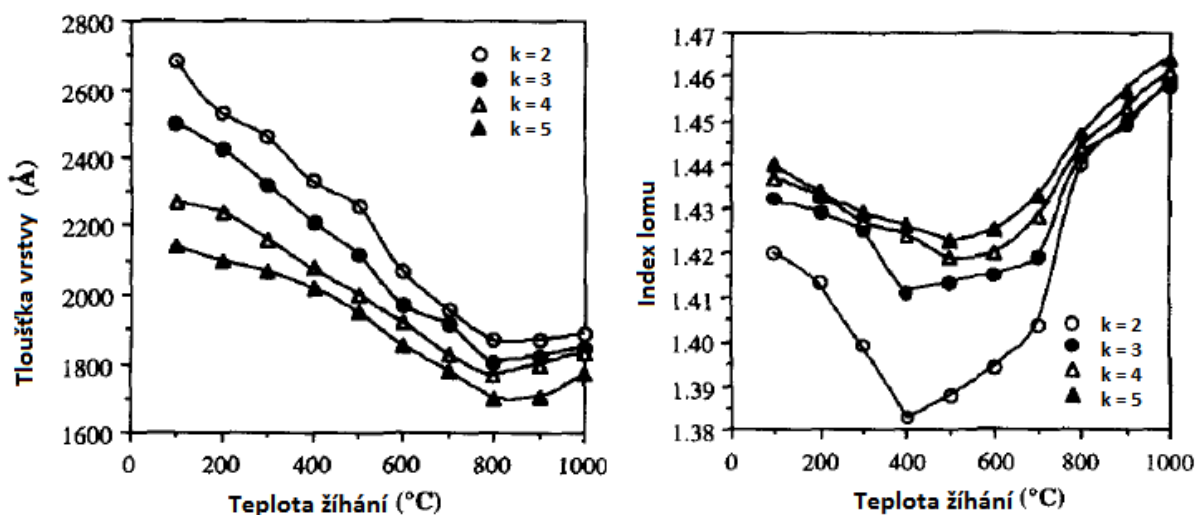 2800
2600
2400
2200
2000
1800
1600
0
200
400
600
800
1000
Tloušťka vrstvy (Å)
Teplota žíhání (°C)
k = 2
k = 3
k = 4
k = 5
1.47
1.46
1.45
1.44
1.43
1.42
1.41
1.40
1.39
1.38
0
200
400
600
800
1000
Index lomu
Teplota žíhání (°C)
k = 2
k = 3
k = 4
k = 5